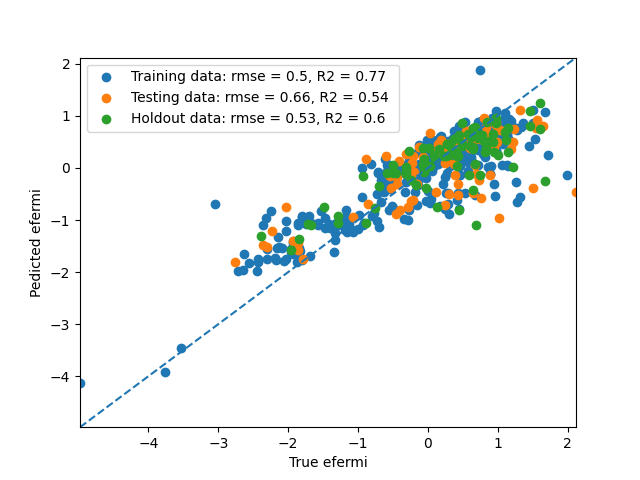 2
1
0
−1
−2
−3
−4
Pedicted efermi
Training data: rmse = 0.5, R2 = 0.77
Testing data: rmse = 0.66, R2 = 0.54
Holdout data: rmse = 0.53, R2 = 0.6
−4 −3 −2 −1 0 1 2
True efermi